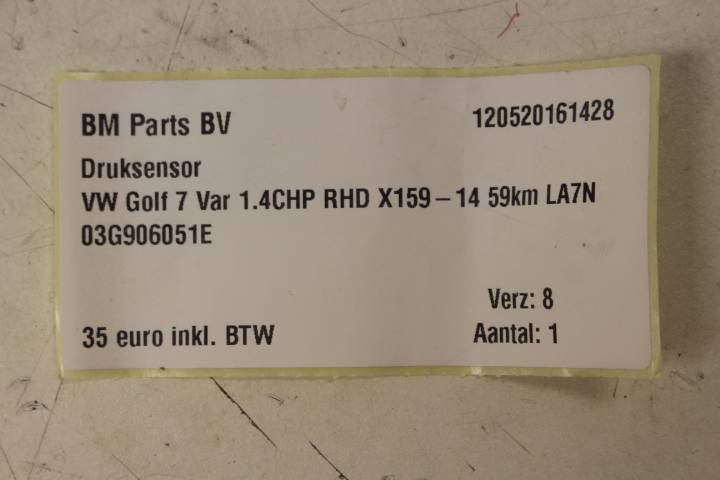 BM Parts BV 120520161428
Druksensor
VW Golf 7 Var 1.4CHP RHD X159-14 59km LA7N
03G906051E
Verz: 8
35 euro inkl. BTW Aantal: 1